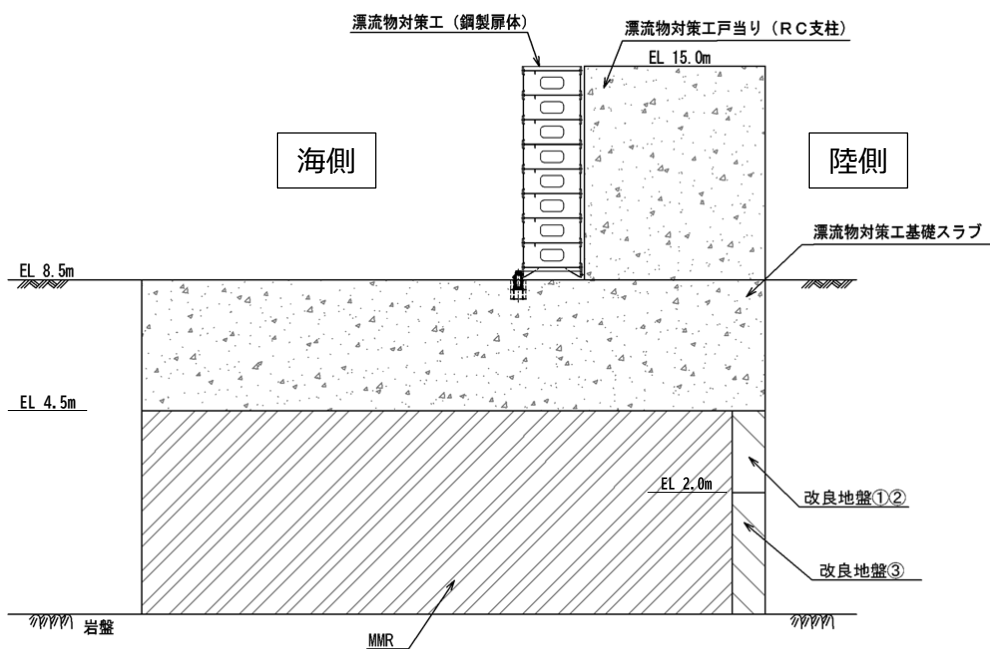 漂流物対策工（鋼製扉体）
漂流物対策工戸当り（ＲＣ支柱）
EL 15.0m
海側
陸側
漂流物対策工基礎スラブ
EL 8.5m
EL 4.5m
EL 2.0m
改良地盤①②
改良地盤③
岩盤
MMR